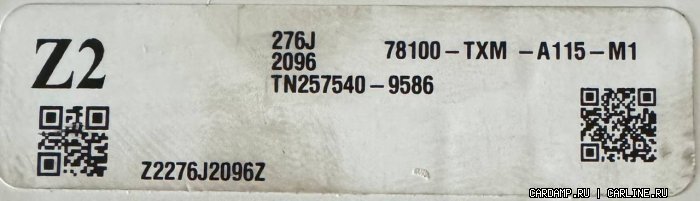 Z2
276J
2096
78100-TXM -A115-M1
TN257540-9586
Z2276J2096Z
CARDAMP.RU | CARLINE.RU